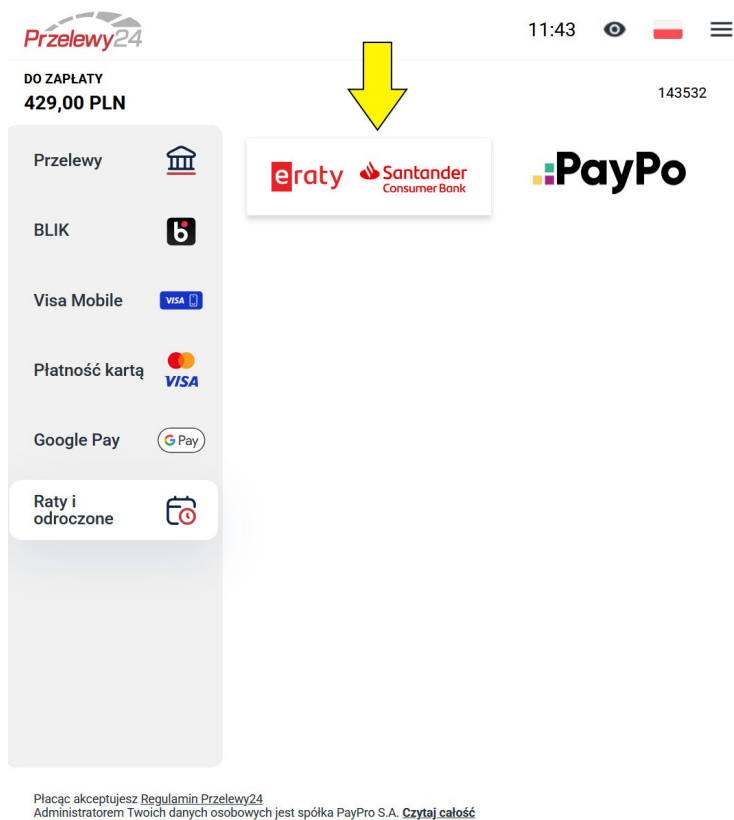 Przelewy24
11:43
DO ZAPŁATY
429,00 PLN
143532
Przelewy
eraty Santander
Consumer Bank
PayPo
BLIK
Visa Mobile VISA
Płatność kartą VISA
Google Pay G Pay
Raty i
odroczone
Płacąc akceptujesz Regulamin Przelewy24
Administratorem Twoich danych osobowych jest spółka PayPro S.A. Czytaj całość